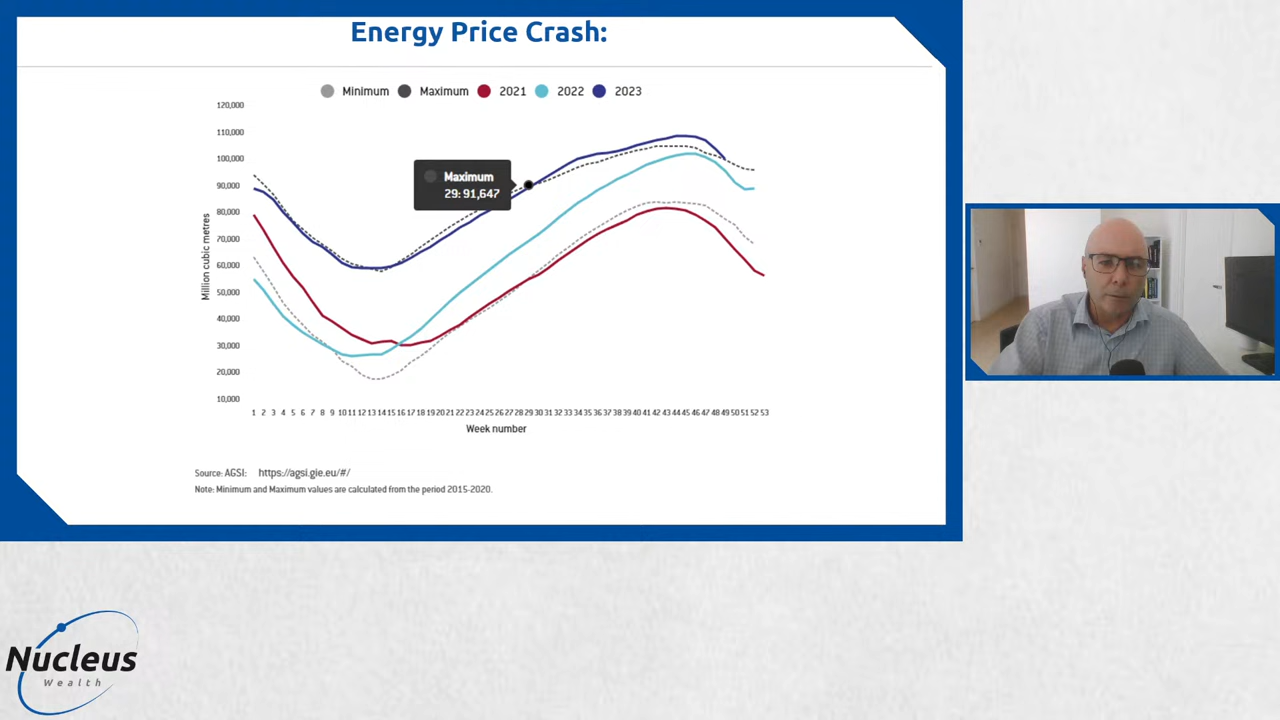 Energy Price Crash:
Minimum Maximum 2021 2022 2023
120,000
110,000
100,000
90,000
80,000
70,000
60,000
50,000
40,000
30,000
20,000
10,000
Million cubic metres
Maximum
29: 91,647
1 2 3 4 5 6 7 8 9 10 11 12 13 14 15 16 17 18 19 20 21 22 23 24 25 26 27 28 29 30 31 32 33 34 35 36 37 38 39 40 41 42 43 44 45 46 47 48 49 50 51 52 53
Week number
Source: AGSI: https://agsi.gie.eu/#/
Note: Minimum and Maximum values are calculated from the period 2015-2020.
Nucleus
Wealth